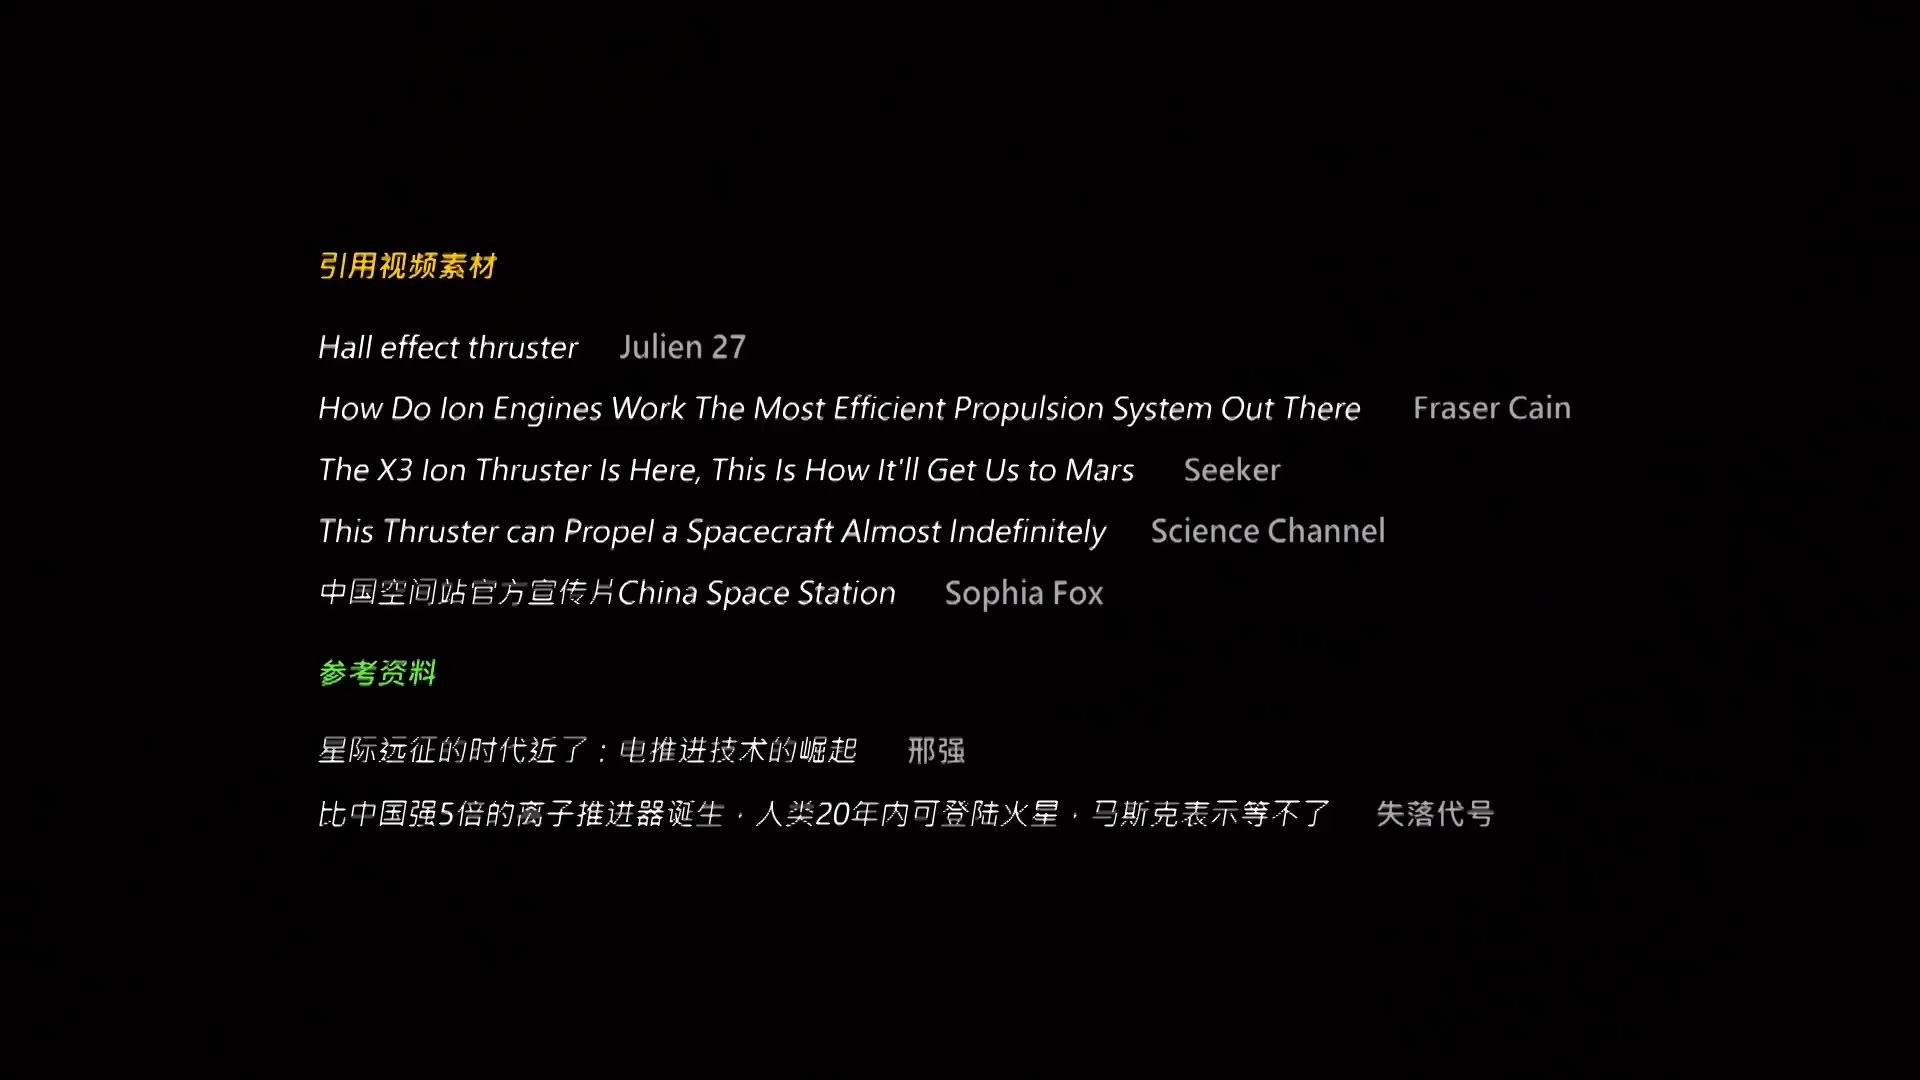 引用视频素材
Hall effect thruster Julien 27
How Do Ion Engines Work The Most Efficient Propulsion System Out There Fraser Cain
The X3 Ion Thruster Is Here, This Is How It'll Get Us to Mars Seeker
This Thruster can Propel a Spacecraft Almost Indefinitely Science Channel
中国空间站官方宣传片China Space Station Sophia Fox
参考资料
星际远征的时代近了：电推进技术的崛起 邢强
比中国强5倍的离子推进器诞生，人类20年内可登陆火星，马斯克表示等不了 失落代号